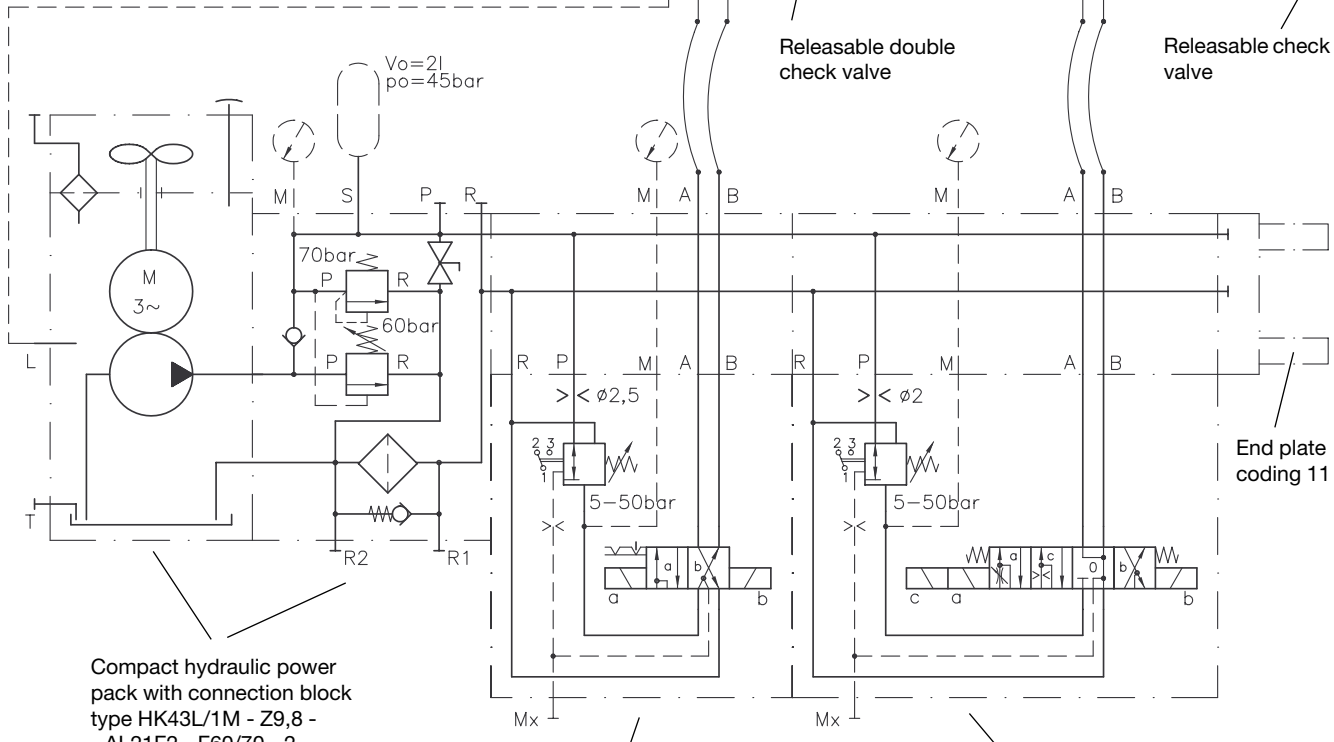 Releasable double
check valve
Releasable check
valve
Vo=2l
po=45bar
M S P R
M A B
M A B
70bar
P R
60bar
P R
M
3~
L
R P M A B
R P M A B
ø2,5
ø2
2 3
1
2 3
1
5-50bar
5-50bar
End plate
coding 11
T
R2 R1
a b
a b
a c 0 b
c a b
Mx
Mx
Compact hydraulic power
pack with connection block
type HK43L/1M - Z9,8 -